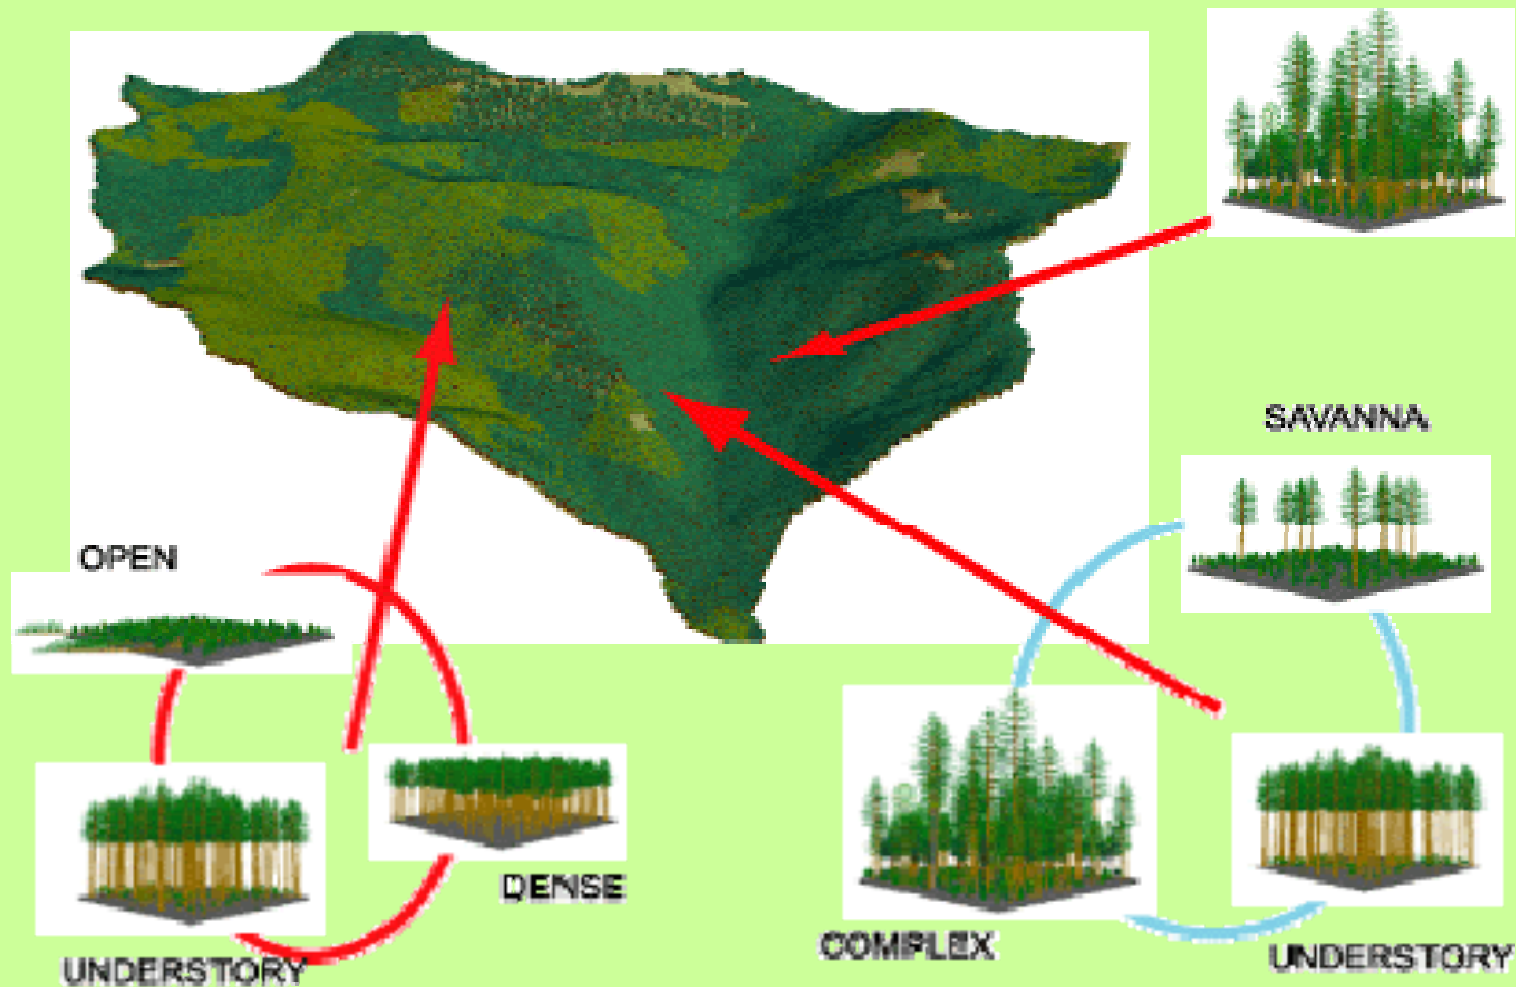 SAVANNA
OPEN
DENSE
COMPLEX
UNDERSTORY
UNDERSTORY